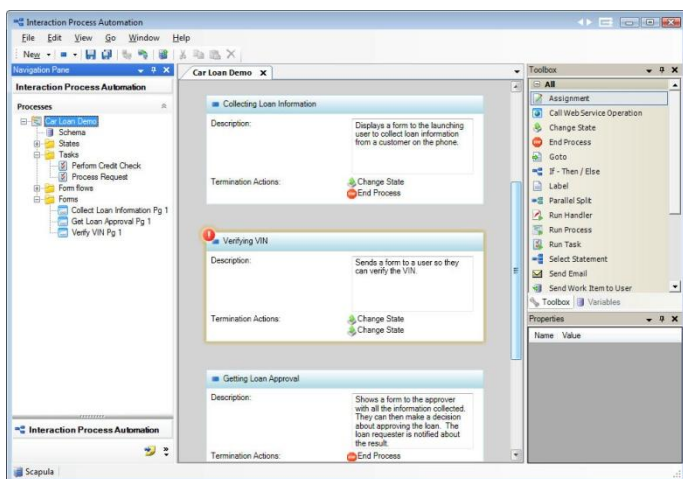 Interaction Process Automation
File Edit View Go Window Help
New
Navigation Pane
Interaction Process Automation
Processes
Car Loan Demo
Schema
States
Tasks
Perform Credit Check
Process Request
Form flows
Forms
Collect Loan Information Pg 1
Get Loan Approval Pg 1
Verify VIN Pg 1
Interaction Process Automation
Scapula
Car Loan Demo
Collecting Loan Information
Description:
Displays a form to the launching
user to collect loan information
from a customer on the phone.
Termination Actions:
Change State
End Process
Verifying VIN
Description:
Sends a form to a user so they
can verify the VIN.
Termination Actions:
Change State
Change State
Getting Loan Approval
Description:
Shows a form to the approver
with all the information collected.
They can then make a decision
about approving the loan. The
loan requester is notified about
the result.
Termination Actions:
End Process
Toolbox
All
Assignment
Call Web Service Operation
Change State
End Process
Goto
If - Then / Else
Label
Parallel Split
Run Handler
Run Process
Run Task
Select Statement
Send Email
Send Work Item to User
Toolbox Variables
Properties
Name Value